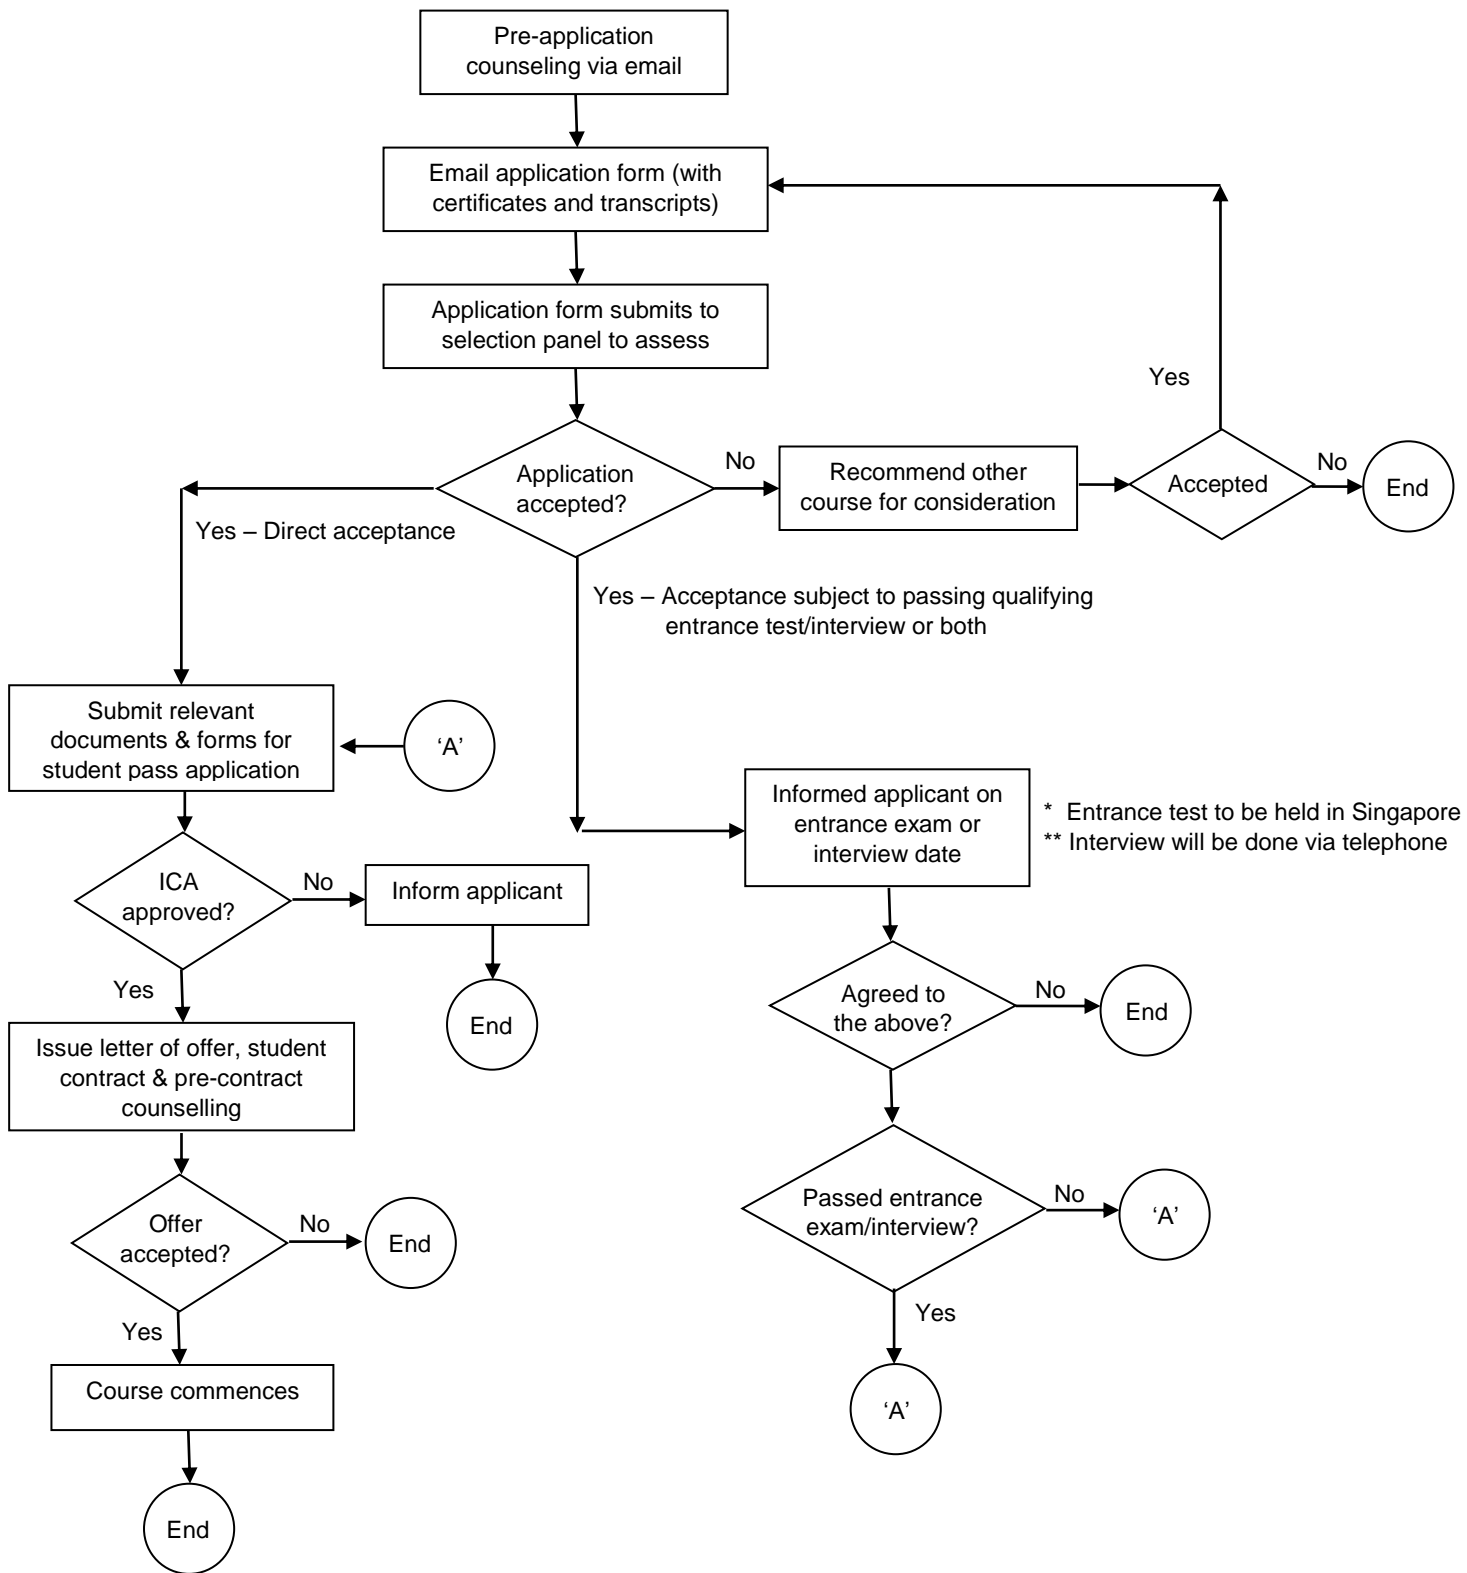 Pre-application
counseling via email
Email application form (with
certificates and transcripts)
Application form submits to
selection panel to assess
Yes
Application
accepted?
No
Recommend other
course for consideration
Accepted
No
End
Yes – Direct acceptance
Yes – Acceptance subject to passing qualifying
entrance test/interview or both
Submit relevant
documents & forms for
student pass application
‘A’
Informed applicant on
entrance exam or
interview date
* Entrance test to be held in Singapore
** Interview will be done via telephone
ICA
approved?
No
Inform applicant
End
Yes
Agreed to
the above?
No
End
Issue letter of offer, student
contract & pre-contract
counselling
Passed entrance
exam/interview?
No
‘A’
Offer
accepted?
No
End
Yes
Yes
Course commences
‘A’
End